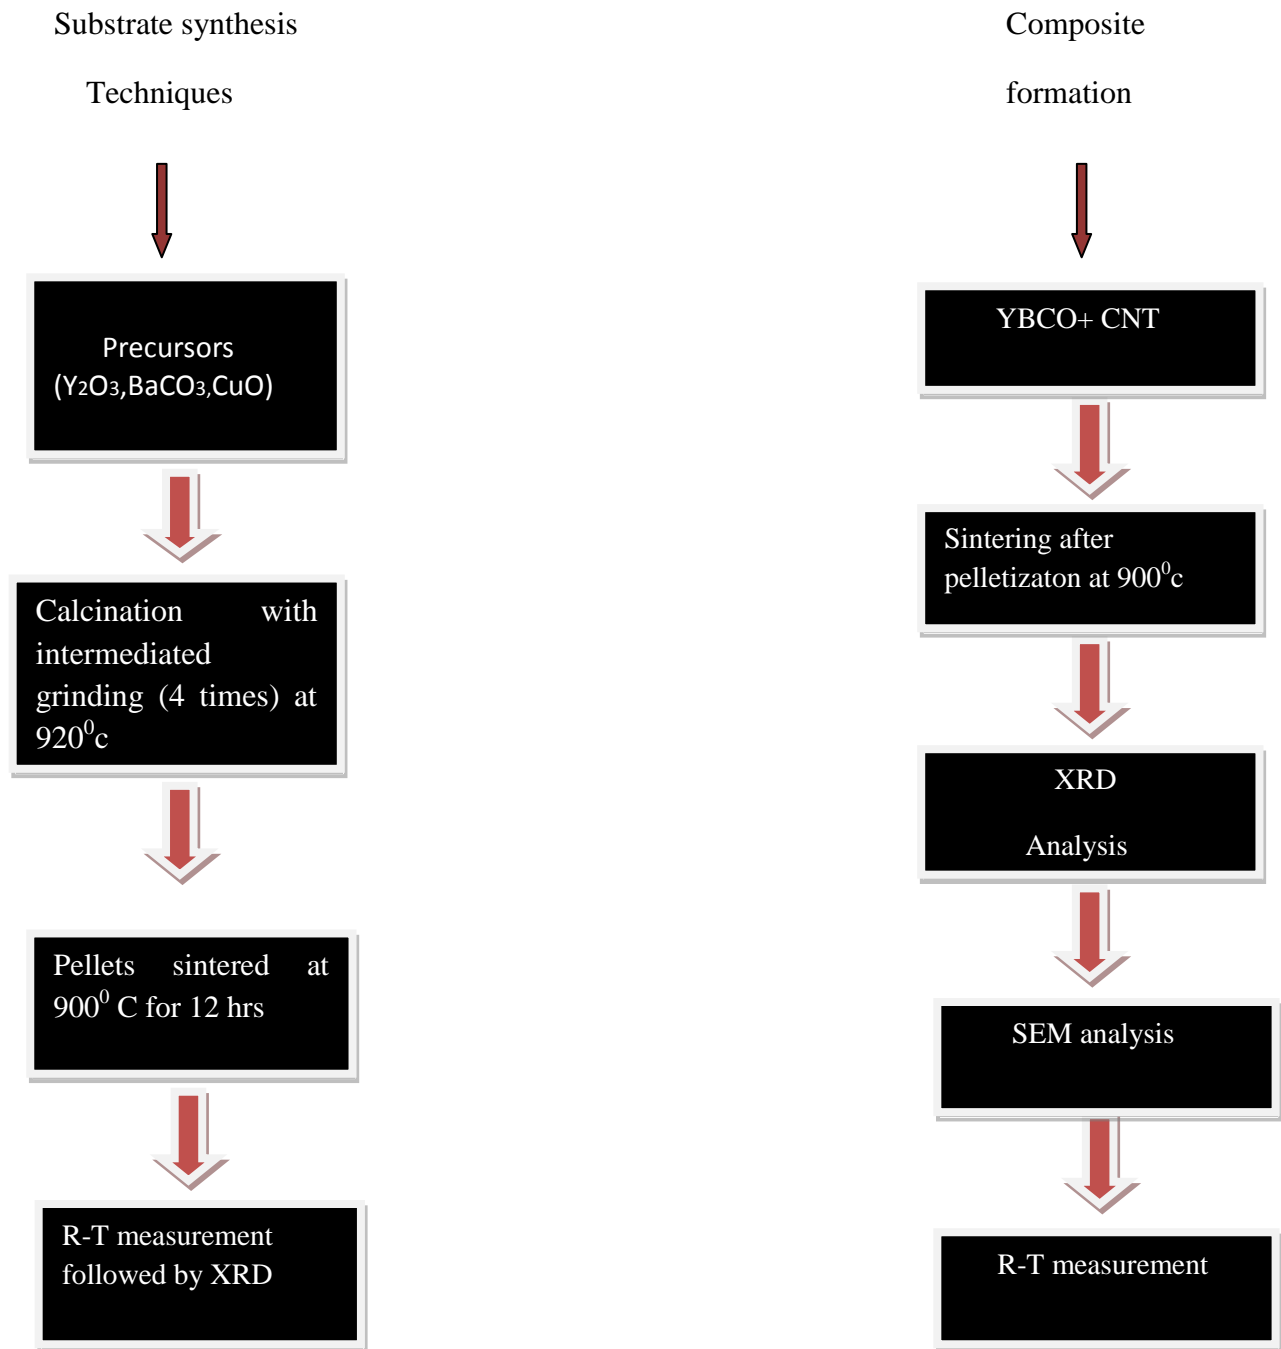 Substrate synthesis
Techniques
Precursors
(Y2O3,BaCO3,CuO)
Calcination with
intermediated
grinding (4 times) at
920⁰c
Pellets sintered at
900⁰ C for 12 hrs
R-T measurement
followed by XRD
Composite
formation
YBCO+ CNT
Sintering after
pelletizaton at 900⁰c
XRD
Analysis
SEM analysis
R-T measurement